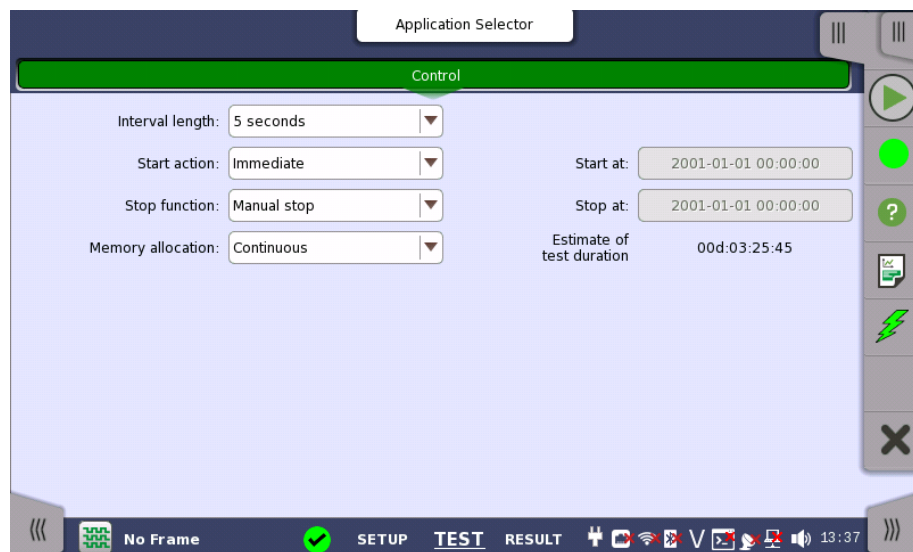 Application Selector
Control
Interval length: 5 seconds
Start action: Immediate
Start at: 2001-01-01 00:00:00
Stop function: Manual stop
Stop at: 2001-01-01 00:00:00
Memory allocation: Continuous
Estimate of
test duration
00d:03:25:45
No Frame
SETUP TEST RESULT
13:37